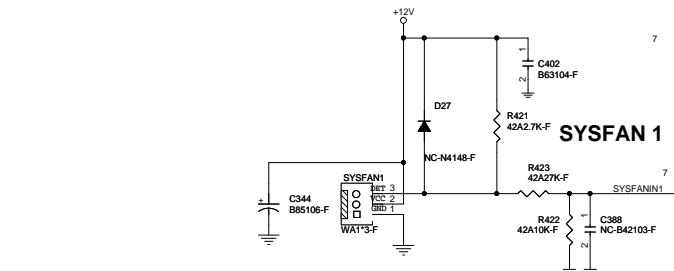 +12V
7
1
C402
B63104-F
2
D27
R421
42A2.7K-F
SYSFAN 1
NC-N4148-F
R423
42A27K-F
7
SYSFAN1
DET 3
VCC 2
GND 1
WA1*3-F
SYSFANIN1
+
C344
B85106-F
R422
42A10K-F
1
C388
NC-B42103-F
2